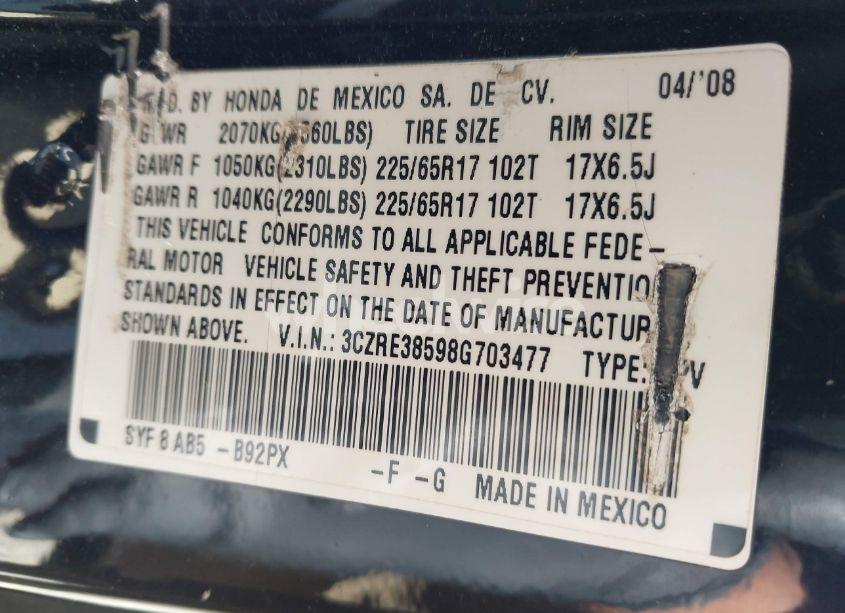 BY HONDA DE MEXICO SA. DE CV. 04/'08
2070KG( 60LBS) TIRE SIZE RIM SIZE
GAWR F 1050KG(2310LBS) 225/65R17 102T 17X6.5J
GAWR R 1040KG(2290LBS) 225/65R17 102T 17X6.5J
THIS VEHICLE CONFORMS TO ALL APPLICABLE FEDE-
RAL MOTOR VEHICLE SAFETY AND THEFT PREVENTIO
STANDARDS IN EFFECT ON THE DATE OF MANUFACTUR
SHOWN ABOVE. V.I.N.: 3CZRE38598G703477 TYPE:
SYF 8 AB5 -B92PX
-F -G MADE IN MEXICO